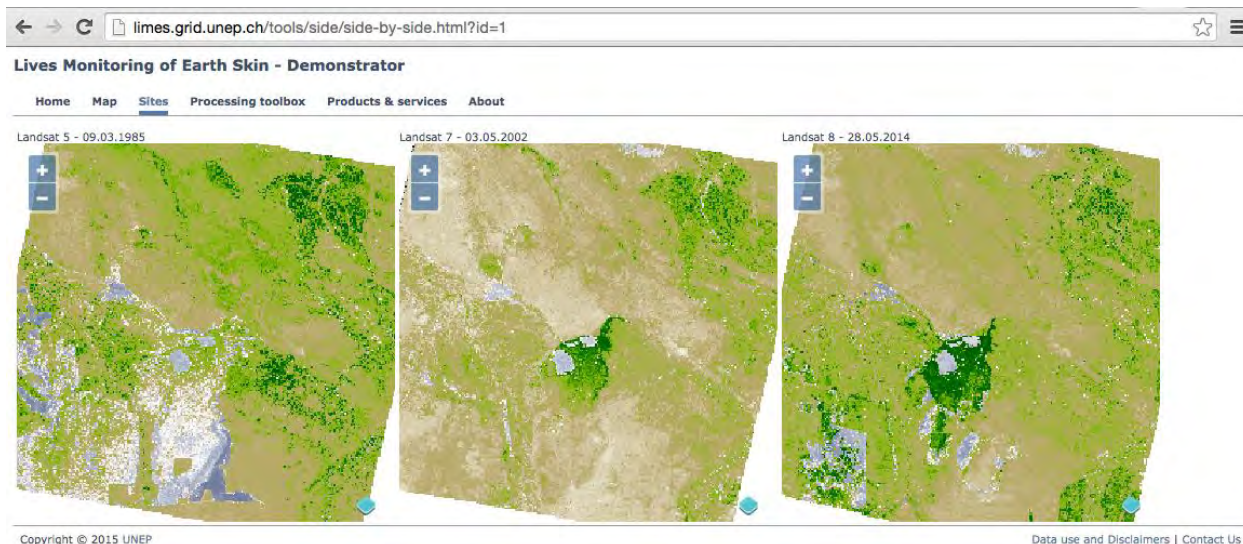 limes.grid.unep.ch/tools/side/side-by-side.html?id=1
Lives Monitoring of Earth Skin - Demonstrator
Home Map Sites Processing toolbox Products & services About
Landsat 5 - 09.03.1985 Landsat 7 - 03.05.2002 Landsat 8 - 28.05.2014
+ + +
− − −
Copyright © 2015 UNEP Data use and Disclaimers | Contact Us